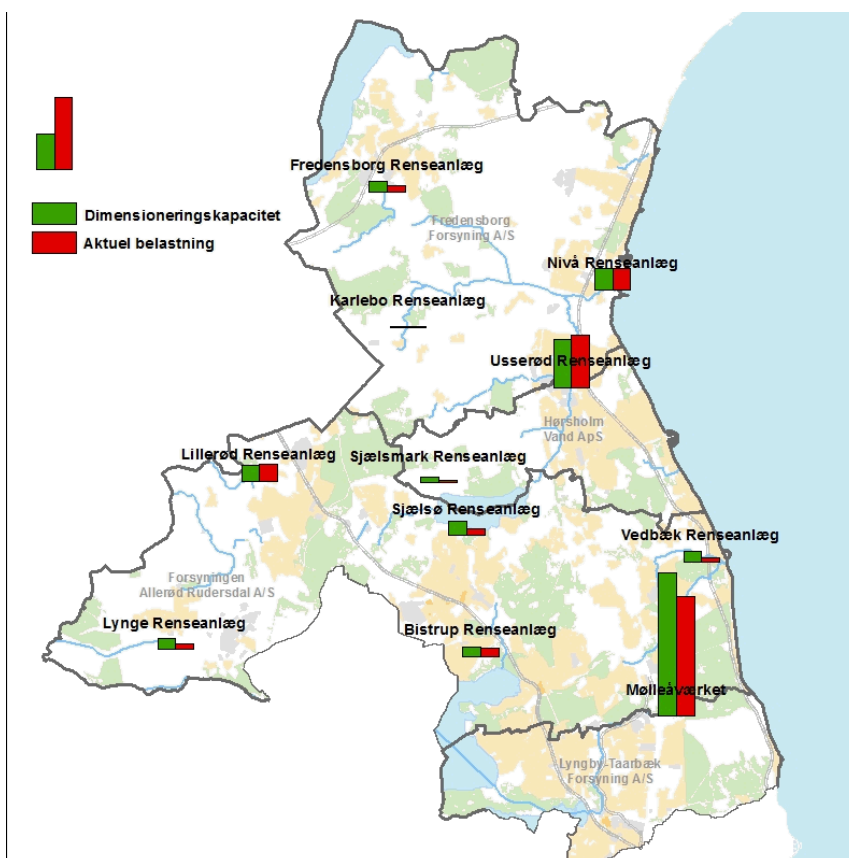 Fredensborg Renseanlæg
Dimensioneringskapacitet
Fredensborg
Forsyning A/S
Aktuel belastning
Nivå Renseanlæg
Karlebo Renseanlæg
Usserød Renseanlæg
Hørsholm
Vand ApS
Lillerød Renseanlæg
Sjælsmark Renseanlæg
Sjælsø Renseanlæg
Vedbæk Renseanlæg
Forsyningen
Allerød Rudersdal A/S
Lynge Renseanlæg
Bistrup Renseanlæg
Mølleåværket
Lyngby-Taarbæk
Forsyning A/S